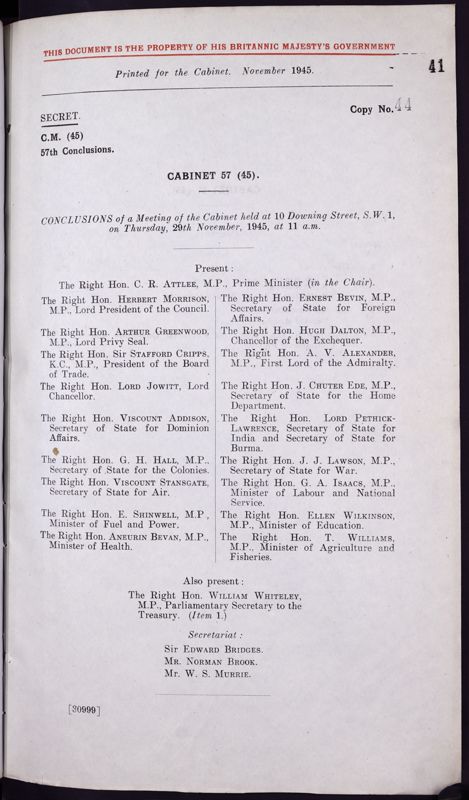 THIS DOCUMENT IS THE PROPERTY OF HIS BRITANNIC MAJESTY'S GOVERNMENT
Printed for the Cabinet. November 1945.
41
SECRET.
Copy No. 44
C.M. (45)
57th Conclusions.
CABINET 57 (45).
CONCLUSIONS of a Meeting of the Cabinet held at 10 Downing Street, S.W. 1,
on Thursday, 29th November, 1945, at 11 a.m.
Present :
The Right Hon. C. R. ATTLEE, M.P., Prime Minister (in the Chair).
The Right Hon. HERBERT MORRISON,
M.P., Lord President of the Council.
The Right Hon. ERNEST BEVIN, M.P.,
Secretary of State for Foreign
Affairs.
The Right Hon. ARTHUR GREENWOOD,
M.P., Lord Privy Seal.
The Right Hon. HUGH DALTON, M.P.,
Chancellor of the Exchequer.
The Right Hon. Sir STAFFORD CRIPPS,
K.C., M.P., President of the Board
of Trade.
The Right Hon. A. V. ALEXANDER,
M.P., First Lord of the Admiralty.
The Right Hon. LORD JOWITT, Lord
Chancellor.
The Right Hon. J. CHUTER EDE, M.P.,
Secretary of State for the Home
Department.
The Right Hon. VISCOUNT ADDISON,
Secretary of State for Dominion
Affairs.
The Right Hon. LORD PETHICK-
LAWRENCE, Secretary of State for
India and Secretary of State for
Burma.
The Right Hon. G. H. HALL, M.P.,
Secretary of State for the Colonies.
The Right Hon. J. J. LAWSON, M.P.,
Secretary of State for War.
The Right Hon. VISCOUNT STANSGATE,
Secretary of State for Air.
The Right Hon. G. A. ISAACS, M.P.,
Minister of Labour and National
Service.
The Right Hon. E. SHINWELL, M.P.,
Minister of Fuel and Power.
The Right Hon. ELLEN WILKINSON,
M.P., Minister of Education.
The Right Hon. ANEURIN BEVAN, M.P.,
Minister of Health.
The Right Hon. T. WILLIAMS,
M.P., Minister of Agriculture and
Fisheries.
Also present :
The Right Hon. WILLIAM WHITELEY,
M.P., Parliamentary Secretary to the
Treasury. (Item 1.)
Secretariat :
Sir EDWARD BRIDGES.
MR. NORMAN BROOK.
Mr. W. S. MURRIE.
[30999]